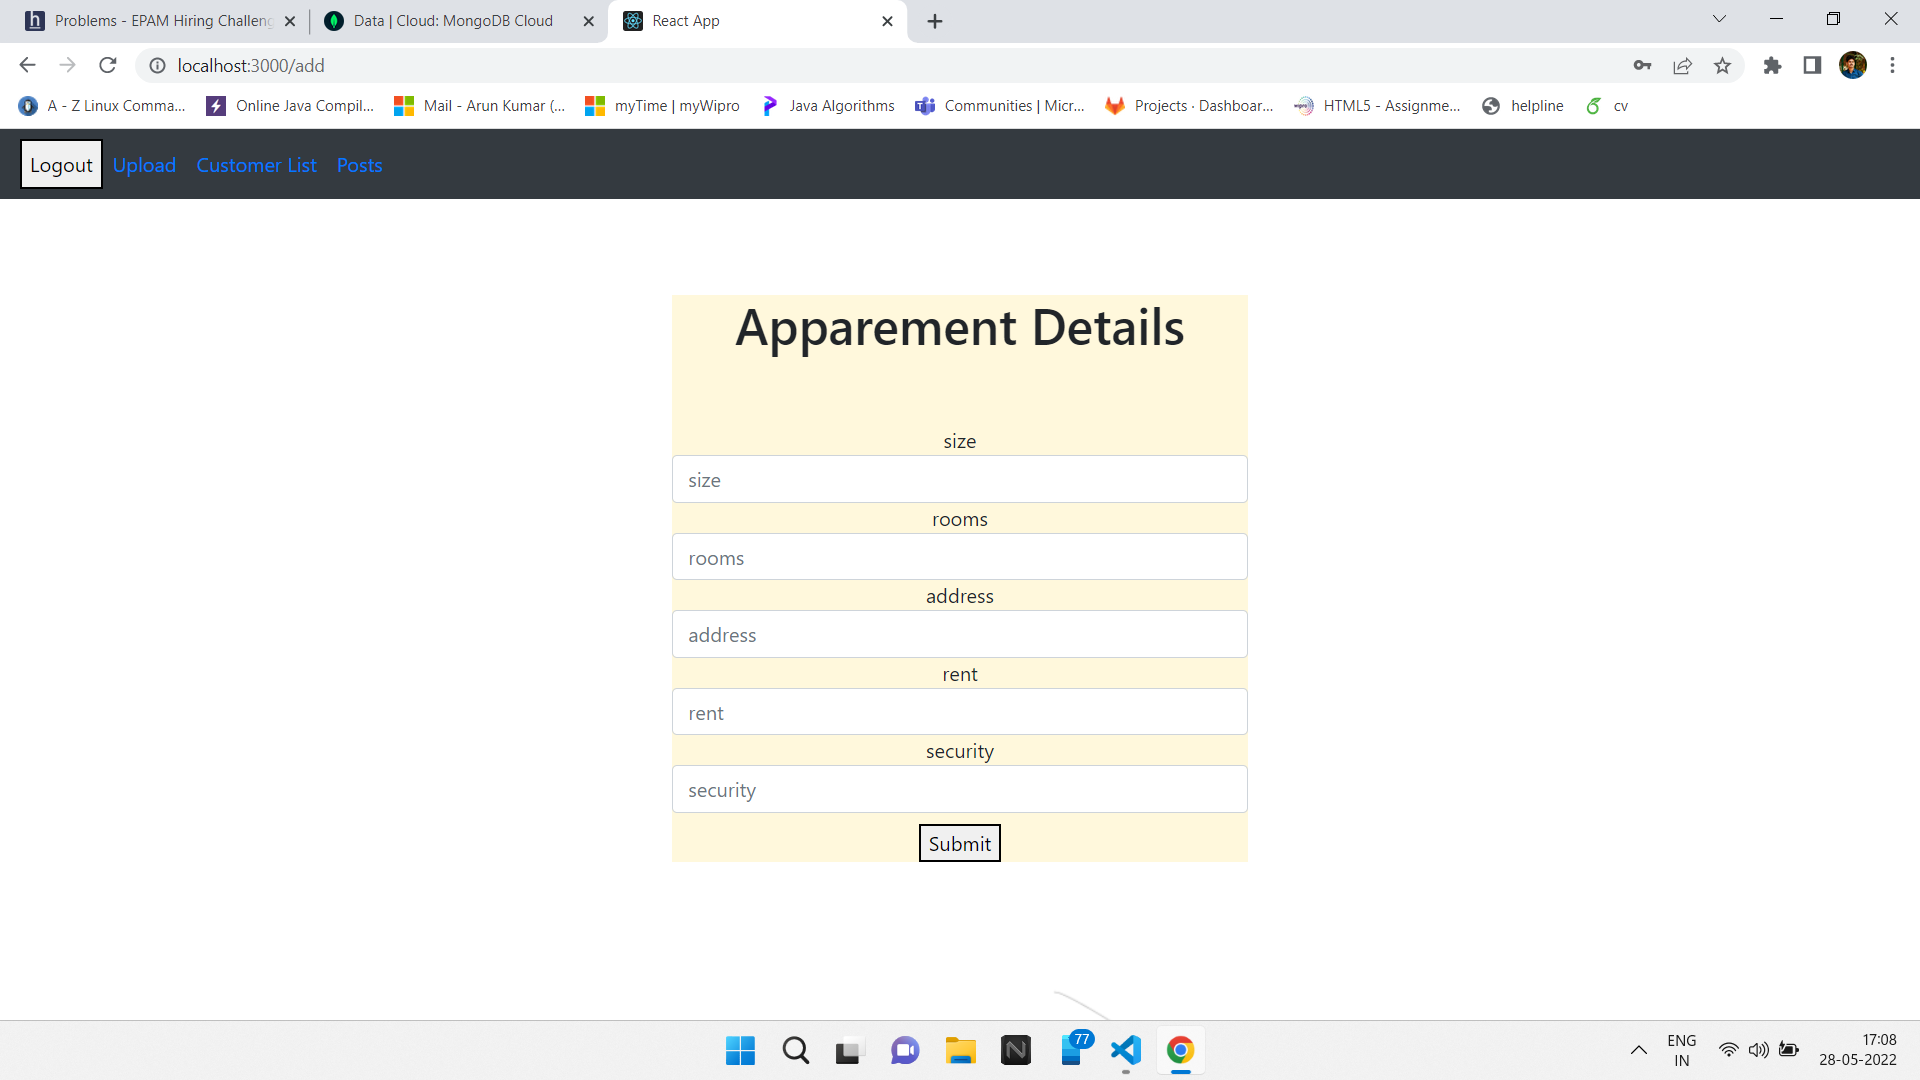 Problems - EPAM Hiring Challeng
Data | Cloud: MongoDB Cloud
React App
localhost:3000/add
A - Z Linux Comma...
Online Java Compil...
Mail - Arun Kumar (...
myTime | myWipro
Java Algorithms
Communities | Micr...
Projects · Dashboar...
HTML5 - Assignme...
helpline
cv
Logout
Upload
Customer List
Posts
Apparement Details
size
size
rooms
rooms
address
address
rent
rent
security
security
Submit
77
ENG
IN
17:08
28-05-2022